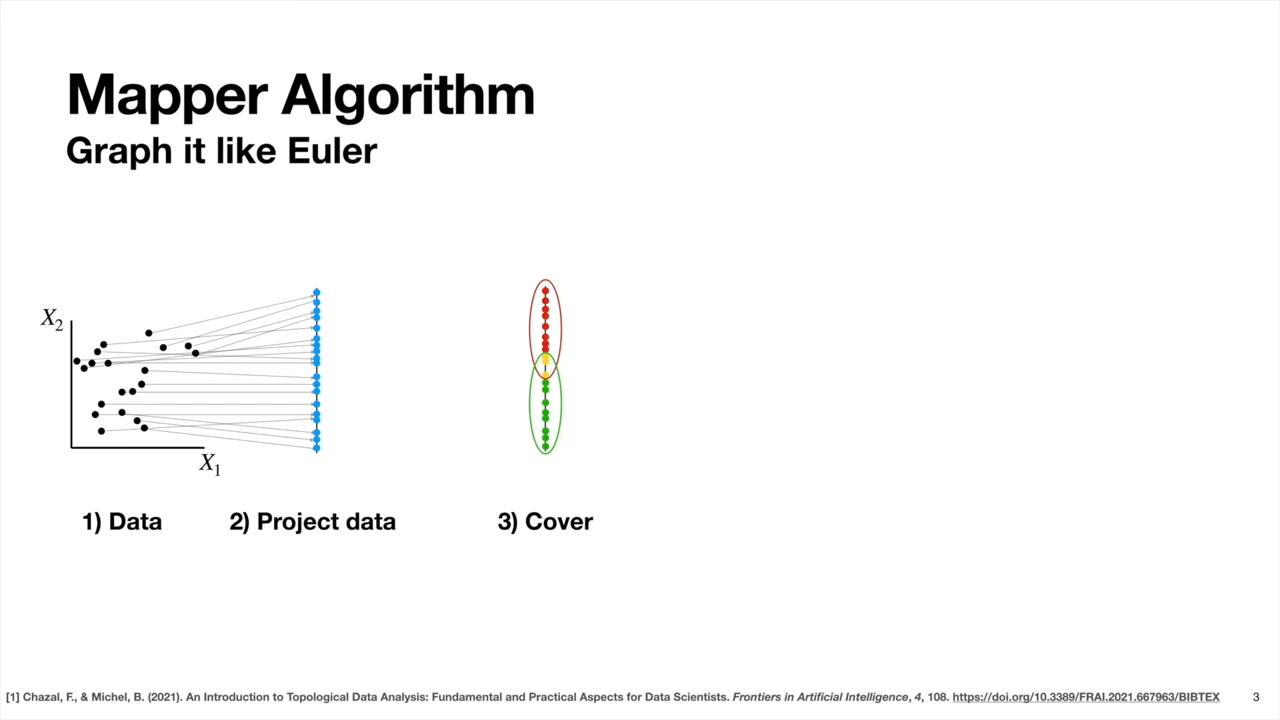 Mapper Algorithm
Graph it like Euler
X2
X1
1) Data
2) Project data
3) Cover
[1] Chazal, F., & Michel, B. (2021). An Introduction to Topological Data Analysis: Fundamental and Practical Aspects for Data Scientists. Frontiers in Artificial Intelligence, 4, 108. https://doi.org/10.3389/FRAI.2021.667963/BIBTEX
3